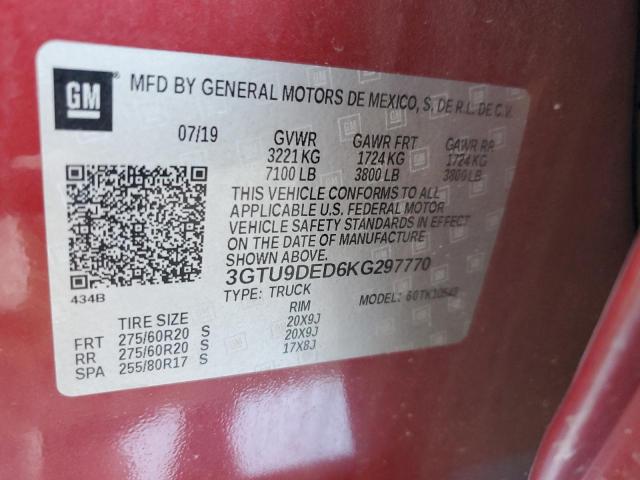 GM
MFD BY GENERAL MOTORS DE MEXICO, S. DE R.L. DE C.V.
07/19 GVWR GAWR FRT GAWR RR
3221 KG 1724 KG 1724 KG
7100 LB 3800 LB 3800 LB
THIS VEHICLE CONFORMS TO ALL
APPLICABLE U.S. FEDERAL MOTOR
VEHICLE SAFETY STANDARDS IN EFFECT
ON THE DATE OF MANUFACTURE
SHOWN ABOVE.
434B 3GTU9DED6KG297770
TYPE: TRUCK MODEL: 60TK10543
TIRE SIZE RIM
FRT 275/60R20 S 20X9J
RR 275/60R20 S 20X9J
SPA 255/80R17 S 17X8J